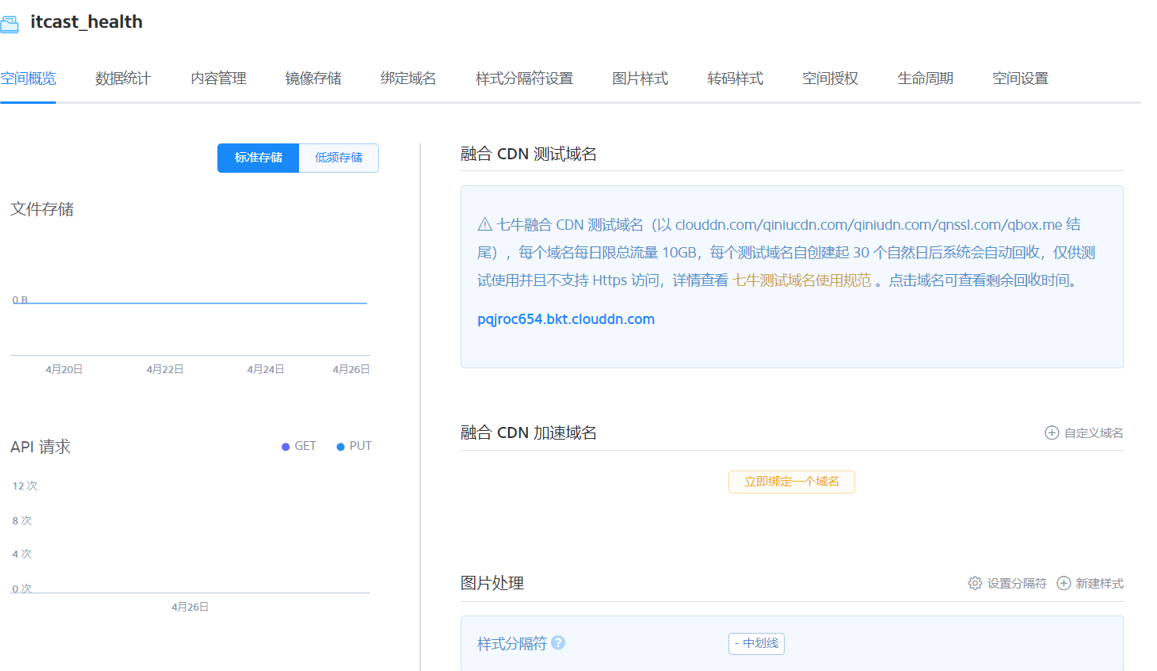 itcast_health
空间概览 数据统计 内容管理 镜像存储 绑定域名 样式分隔符设置 图片样式 转码样式 空间授权 生命周期 空间设置
标准存储 低频存储
文件存储
0 B
4月20日 4月22日 4月24日 4月26日
API 请求 GET PUT
12 次
8 次
4 次
0 次
4月26日
融合 CDN 测试域名
七牛融合 CDN 测试域名（以 clouddn.com/qiniucdn.com/qiniudn.com/qnssl.com/qbox.me 结
尾），每个域名每日限总流量 10GB，每个测试域名自创建起 30 个自然日后系统会自动回收，仅供测
试使用并且不支持 Https 访问，详情查看 七牛测试域名使用规范 。点击域名可查看剩余回收时间。
pqjroc654.bkt.clouddn.com
融合 CDN 加速域名 自定义域名
立即绑定一个域名
图片处理 设置分隔符 新建样式
样式分隔符 ? - 中划线